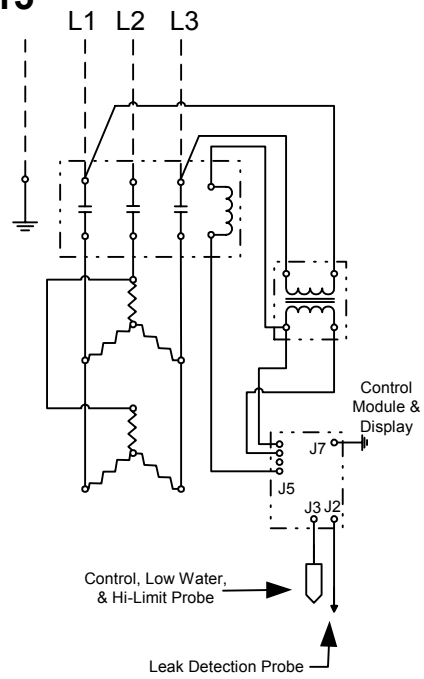 L1 L2 L3
Control
Module &
Display
J7
J5
J3 J2
Control, Low Water,
& Hi-Limit Probe
Leak Detection Probe